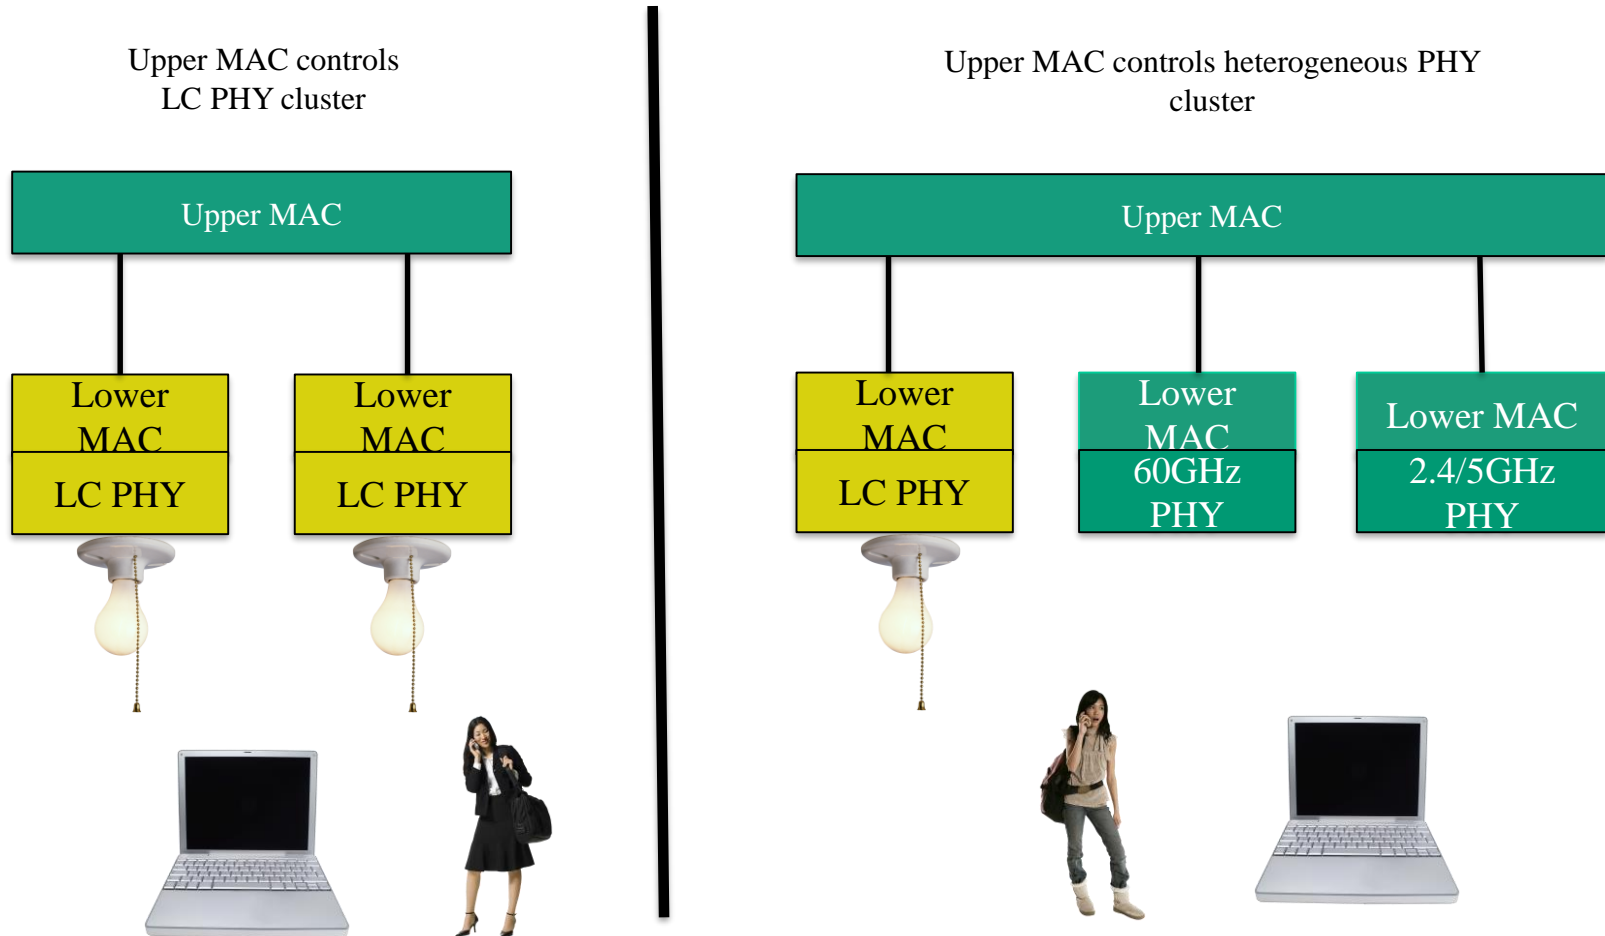 Upper MAC controls
LC PHY cluster
Upper MAC
Lower
MAC
LC PHY
Lower
MAC
LC PHY
Upper MAC controls heterogeneous PHY
cluster
Upper MAC
Lower
MAC
LC PHY
Lower
MAC
60GHz
PHY
Lower MAC
2.4/5GHz
PHY